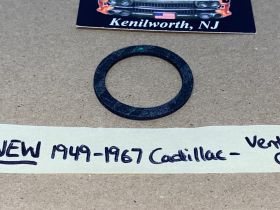 Kenilworth, NJ
NEW 1949-1967 Cadillac- Vent